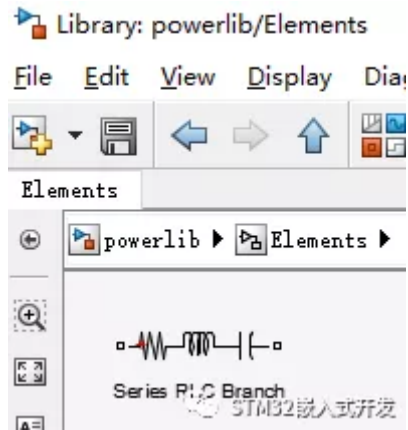 Library: powerlib/Elements
File Edit View Display Diag
Elements
powerlib Elements
Series RLC Branch
STM32嵌入式开发